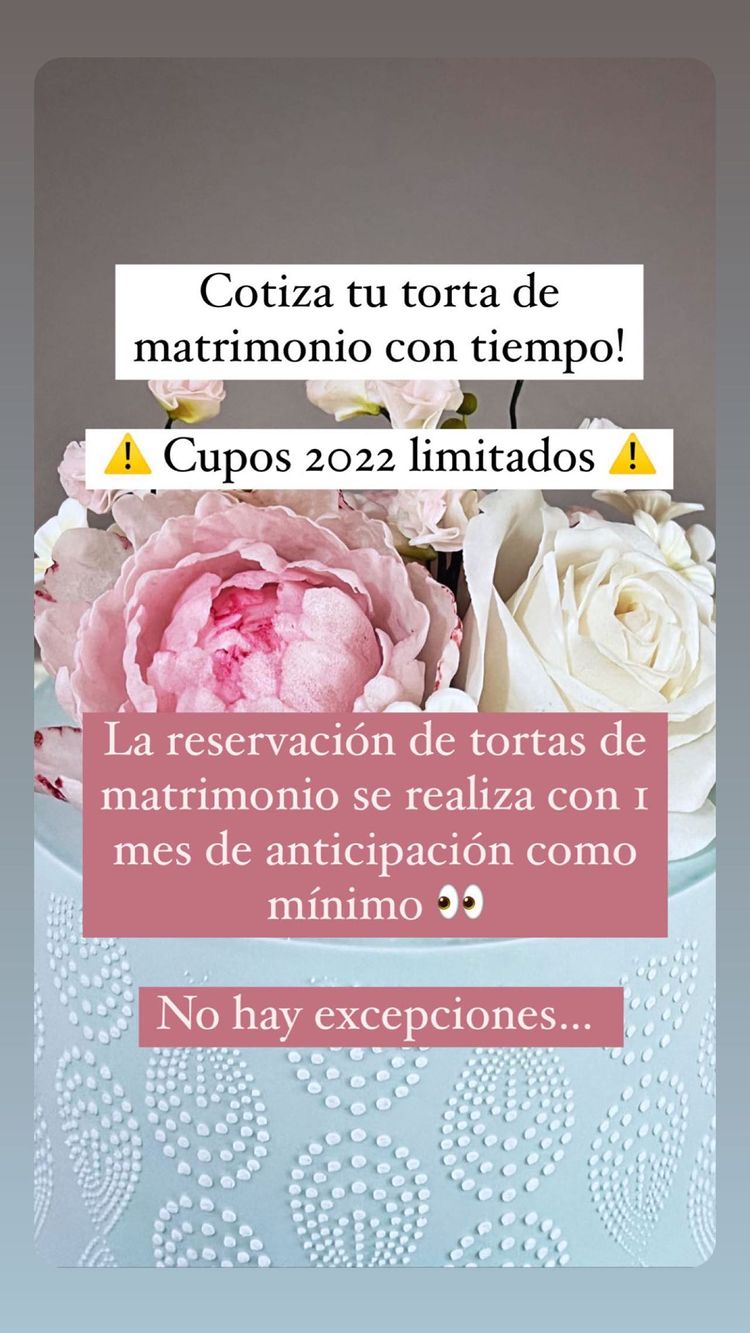 Cotiza tu torta de
matrimonio con tiempo!
⚠️ Cupos 2022 limitados ⚠️
La reservación de tortas de
matrimonio se realiza con 1
mes de anticipación como
mínimo 👀
No hay excepciones...